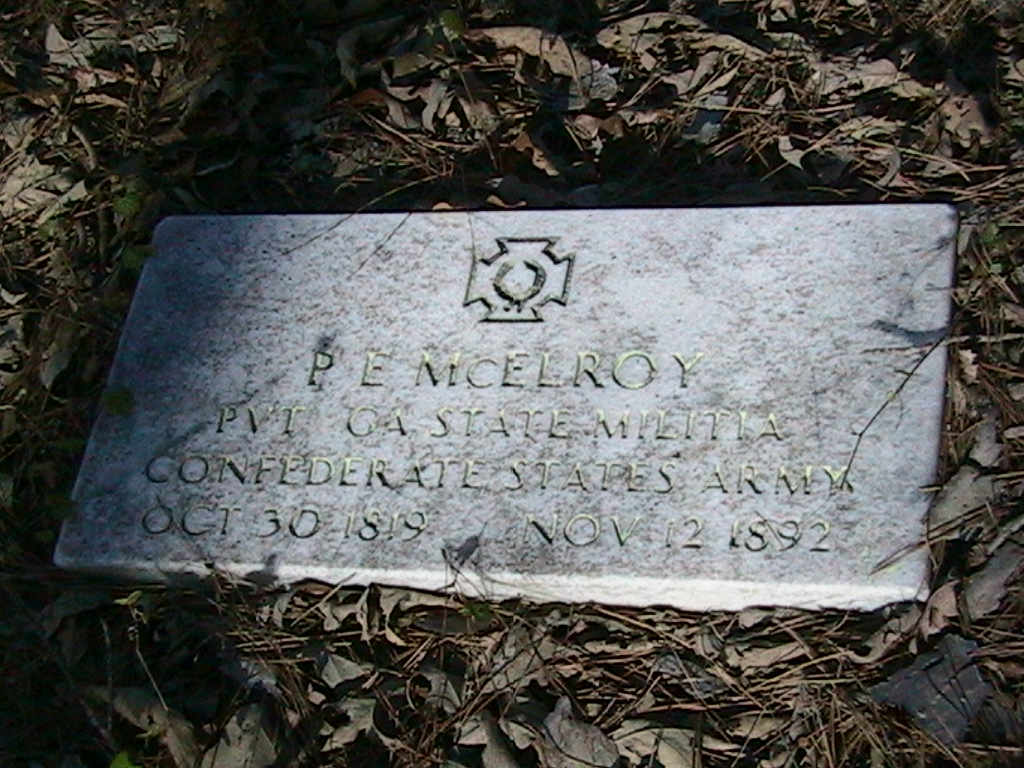 P E McELROY
PVT GA STATE MILITIA
CONFEDERATE STATES ARMY
OCT 30 1819 NOV 12 1892